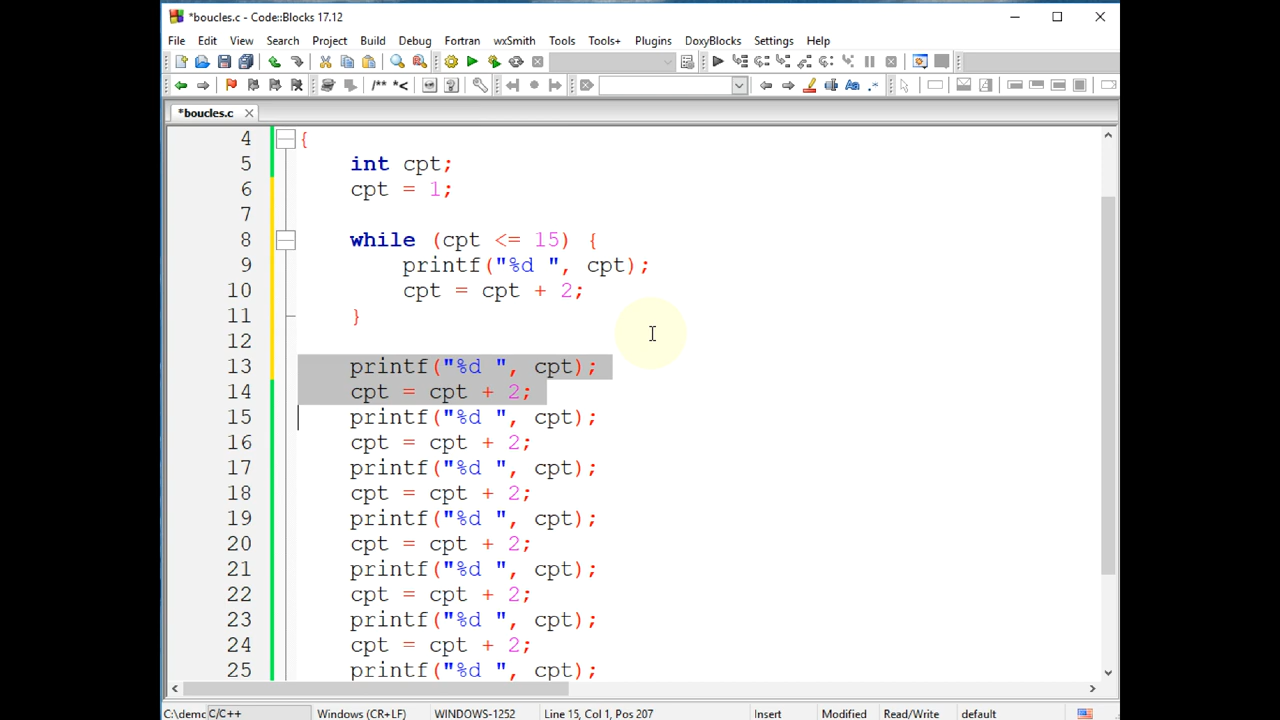 *boucles.c - Code::Blocks 17.12
File Edit View Search Project Build Debug Fortran wxSmith Tools Tools+ Plugins DoxyBlocks Settings Help
/** *<
Aa .*
*boucles.c
4 {
5 int cpt;
6 cpt = 1;
7
8 while (cpt <= 15) {
9 printf("%d ", cpt);
10 cpt = cpt + 2;
11 }
12
13 printf("%d ", cpt);
14 cpt = cpt + 2;
15 printf("%d ", cpt);
16 cpt = cpt + 2;
17 printf("%d ", cpt);
18 cpt = cpt + 2;
19 printf("%d ", cpt);
20 cpt = cpt + 2;
21 printf("%d ", cpt);
22 cpt = cpt + 2;
23 printf("%d ", cpt);
24 cpt = cpt + 2;
25 printf("%d ", cpt);
C:\demo C/C++ Windows (CR+LF) WINDOWS-1252 Line 15, Col 1, Pos 207 Insert Modified Read/Write default